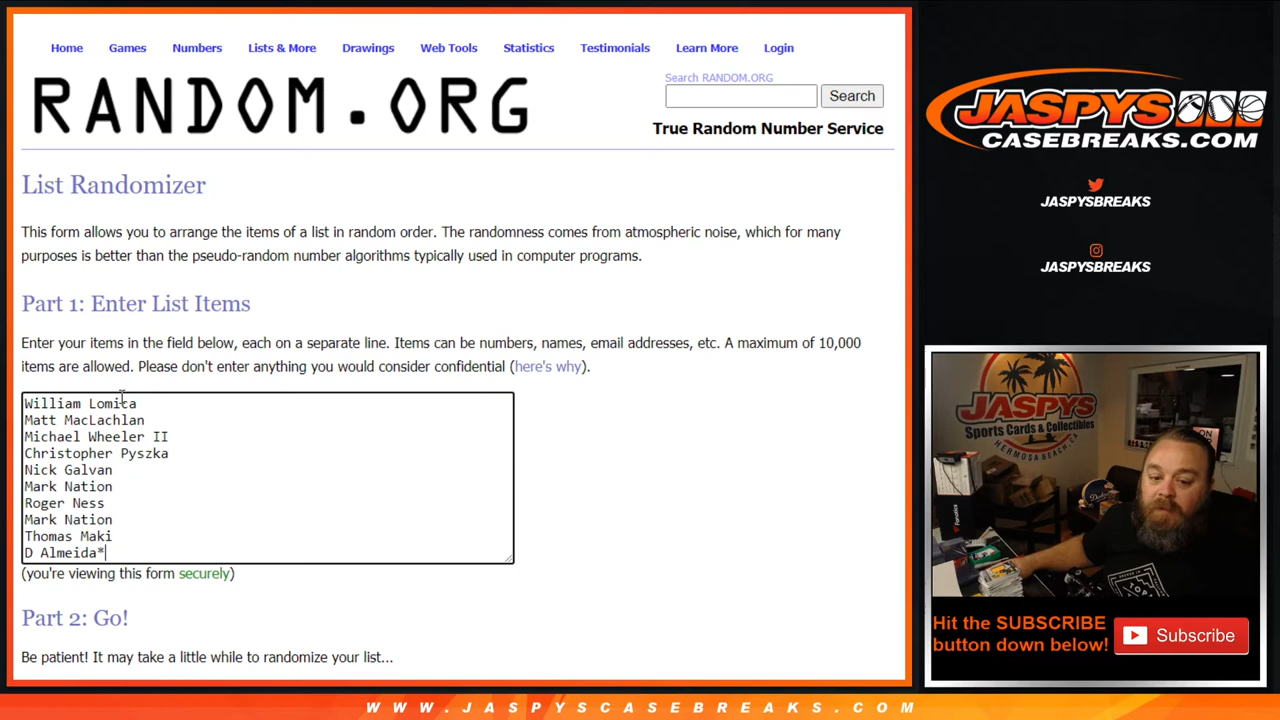 Home Games Numbers Lists & More Drawings Web Tools Statistics Testimonials Learn More Login
RANDOM.ORG
Search RANDOM.ORG
Search
True Random Number Service
List Randomizer
This form allows you to arrange the items of a list in random order. The randomness comes from atmospheric noise, which for many
purposes is better than the pseudo-random number algorithms typically used in computer programs.
Part 1: Enter List Items
Enter your items in the field below, each on a separate line. Items can be numbers, names, email addresses, etc. A maximum of 10,000
items are allowed. Please don't enter anything you would consider confidential (here's why).
William Lomica
Matt MacLachlan
Michael Wheeler II
Christopher Pyszka
Nick Galvan
Mark Nation
Roger Ness
Mark Nation
Thomas Maki
D Almeida*
(you're viewing this form securely)
Part 2: Go!
Be patient! It may take a little while to randomize your list...
JASPYS
CASEBREAKS.COM
JASPYSBREAKS
JASPYSBREAKS
JASPYS
Sports Cards & Collectibles
HERMOSA BEACH, CA
ON
Fanatics
Dodgers
Hit the SUBSCRIBE
button down below!
Subscribe
WWW.JASPYSCASEBREAKS.COM